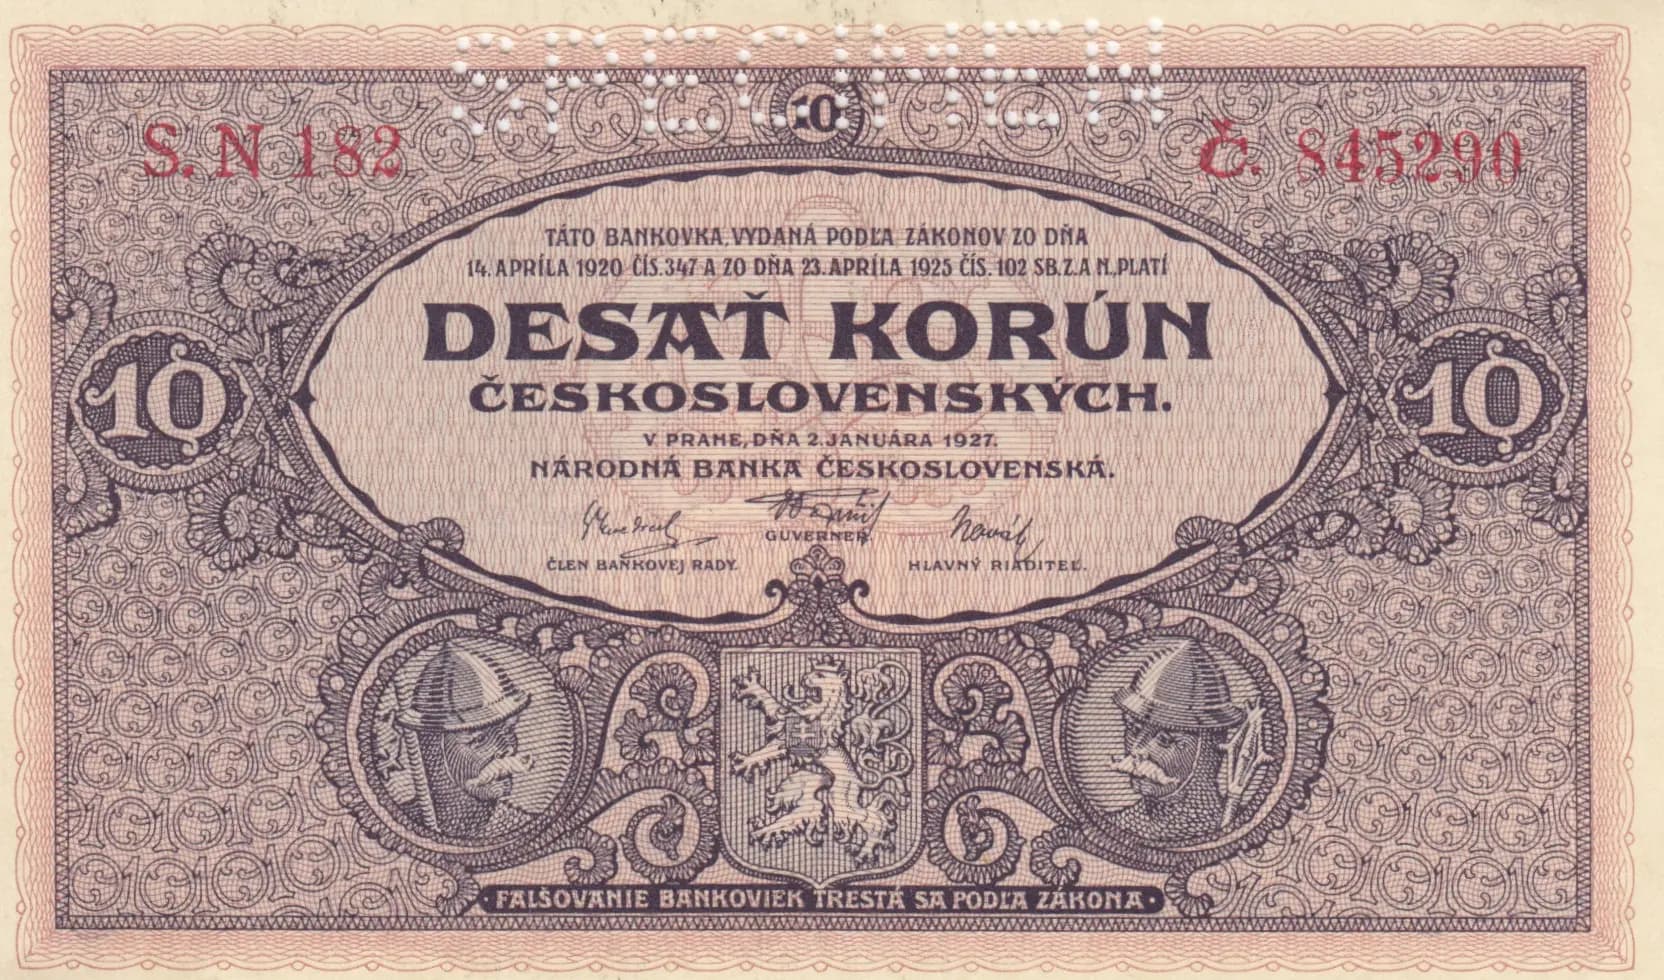 SPECIMEN
10
S. N 182
Č. 845290
TÁTO BANKOVKA, VYDANÁ PODĽA ZÁKONOV ZO DŇA
14. APRÍLA 1920 ČÍS. 347 A ZO DŇA 23. APRÍLA 1925 ČÍS. 102 SB. Z. A N., PLATÍ
DESAŤ KORÚN
ČESKOSLOVENSKÝCH.
10
10
V PRAHE, DŇA 2. JANUÁRA 1927.
NÁRODNÁ BANKA ČESKOSLOVENSKÁ.
GUVERNER.
ČLEN BANKOVEJ RADY.
HLAVNÝ RIADITEĽ.
FALŠOVANIE BANKOVIEK TRESTÁ SA PODĽA ZÁKONA